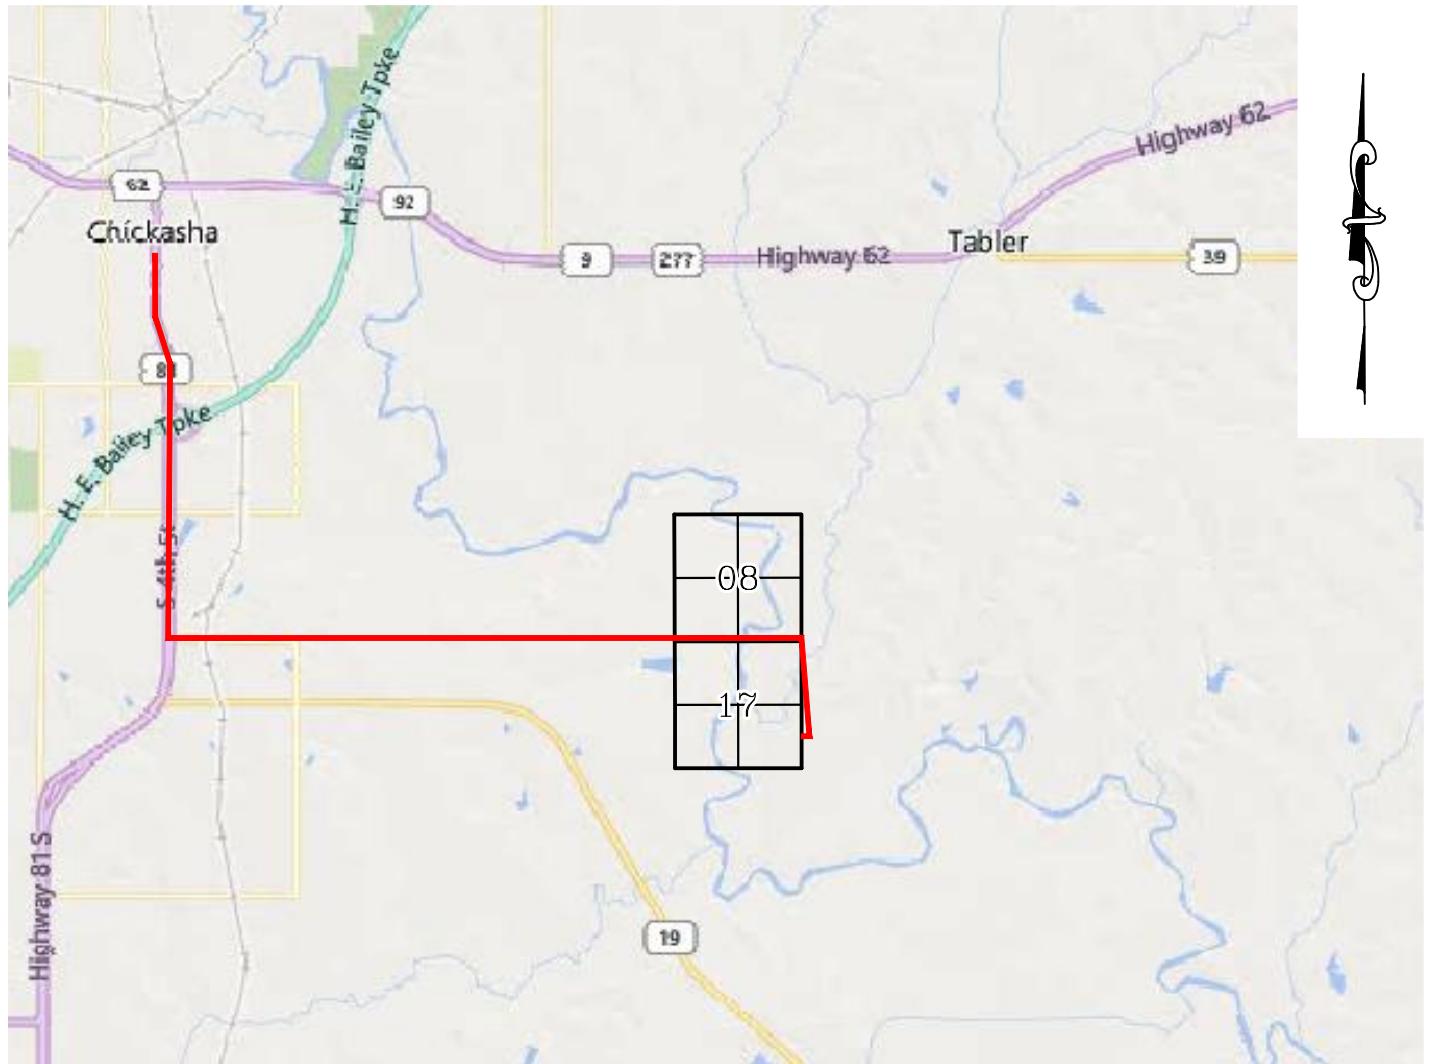 H. E. Bailey Tpke
Highway 62
62
92
Chickasha
Tabler
9
277
Highway 62
39
81
H. E. Bailey Tpke
S 4th St
08
17
Highway 81 S
19